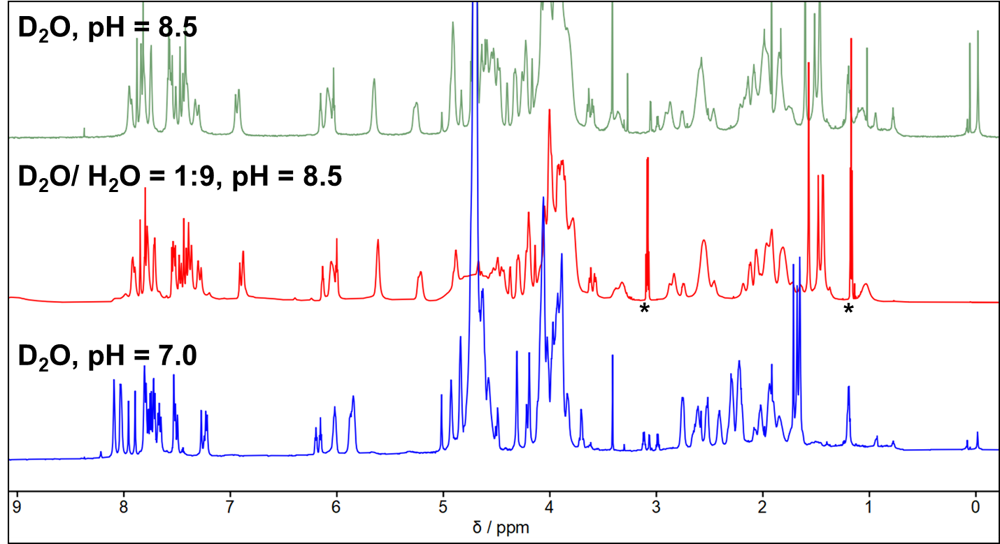 D₂O, pH = 8.5
D₂O/ H₂O = 1:9, pH = 8.5
* *
D₂O, pH = 7.0
9 8 7 6 5 4 3 2 1 0
δ / ppm